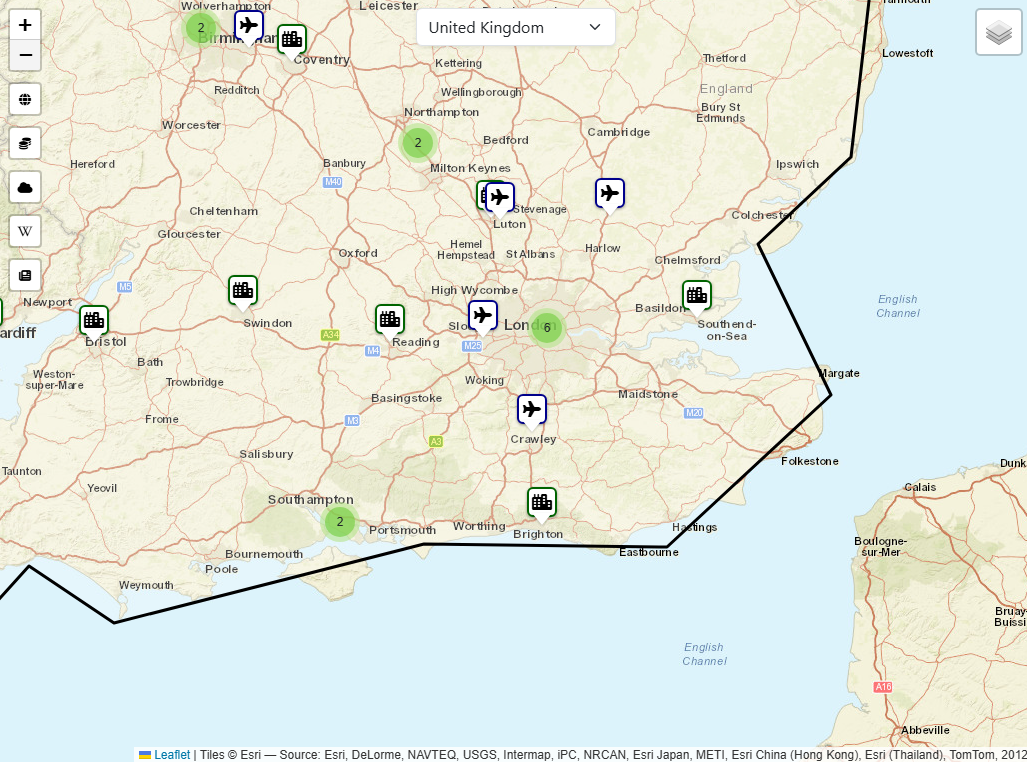 +
−
W
United Kingdom
Wolverhampton
Leicester
2
Coventry
Kettering
Thetford
Lowestoft
England
Redditch
Wellingborough
Bury St
Edmunds
Northampton
Worcester
2
Bedford
Cambridge
Ipswich
Hereford
Banbury
Milton Keynes
M40
Cheltenham
Stevenage
Colchester
Luton
Gloucester
Oxford
Hemel
Hempstead
St Albans
Harlow
Chelmsford
M5
High Wycombe
English
Channel
Newport
Basildon
Swindon
London
6
Southend-
on-Sea
ardiff
Bristol
A34
Reading
M25
M4
Bath
Weston-
super-Mare
Trowbridge
Woking
Margate
Basingstoke
Maidstone
Frome
M3
M20
A3
Crawley
Salisbury
Folkestone
Taunton
Dunk
Yeovil
Calais
Southampton
2
Portsmouth
Worthing
Brighton
Hastings
Bournemouth
Eastbourne
Boulogne-
sur-Mer
Poole
Weymouth
Bruay-
Buissi
English
Channel
A16
Abbeville
Leaflet | Tiles © Esri — Source: Esri, DeLorme, NAVTEQ, USGS, Intermap, iPC, NRCAN, Esri Japan, METI, Esri China (Hong Kong), Esri (Thailand), TomTom, 2012